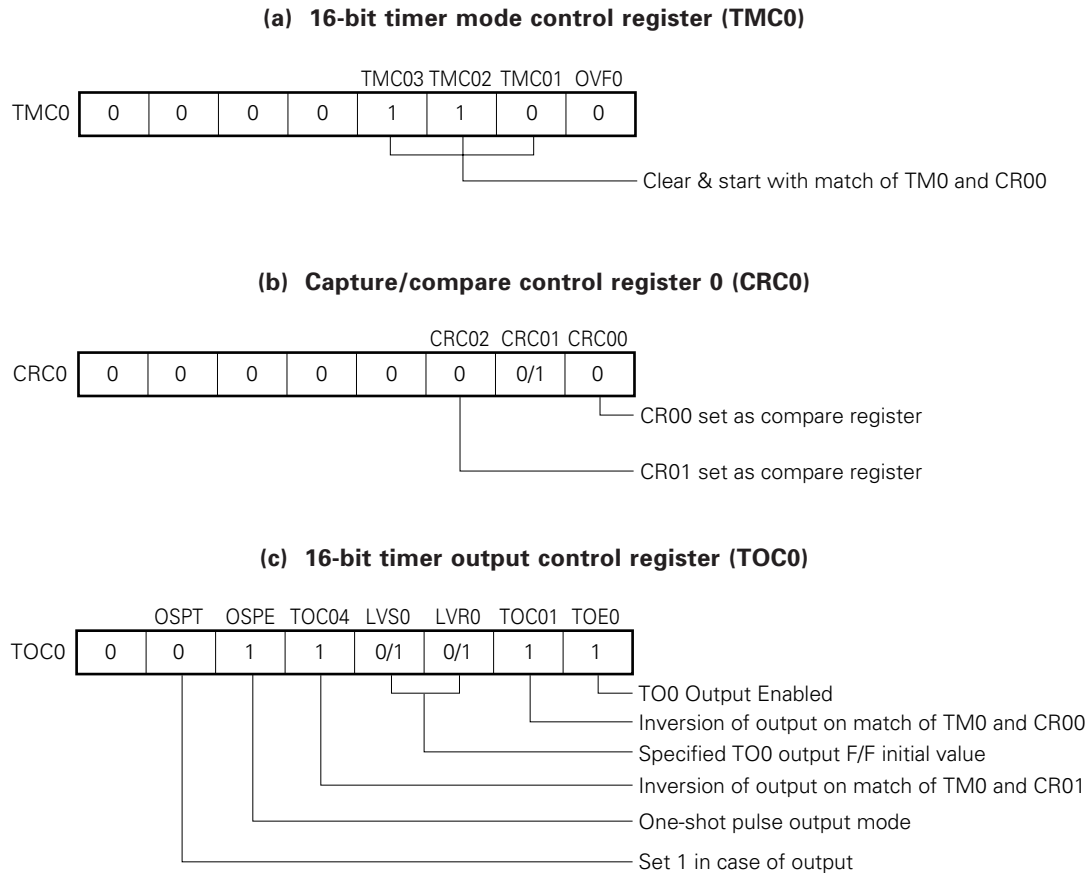 (a) 16-bit timer mode control register (TMC0)
TMC03 TMC02 TMC01 OVF0
TMC0 0 0 0 0 1 1 0 0
Clear & start with match of TM0 and CR00
(b) Capture/compare control register 0 (CRC0)
CRC02 CRC01 CRC00
CRC0 0 0 0 0 0 0 0/1 0
CR00 set as compare register
CR01 set as compare register
(c) 16-bit timer output control register (TOC0)
OSPT OSPE TOC04 LVS0 LVR0 TOC01 TOE0
TOC0 0 0 1 1 0/1 0/1 1 1
TO0 Output Enabled
Inversion of output on match of TM0 and CR00
Specified TO0 output F/F initial value
Inversion of output on match of TM0 and CR01
One-shot pulse output mode
Set 1 in case of output